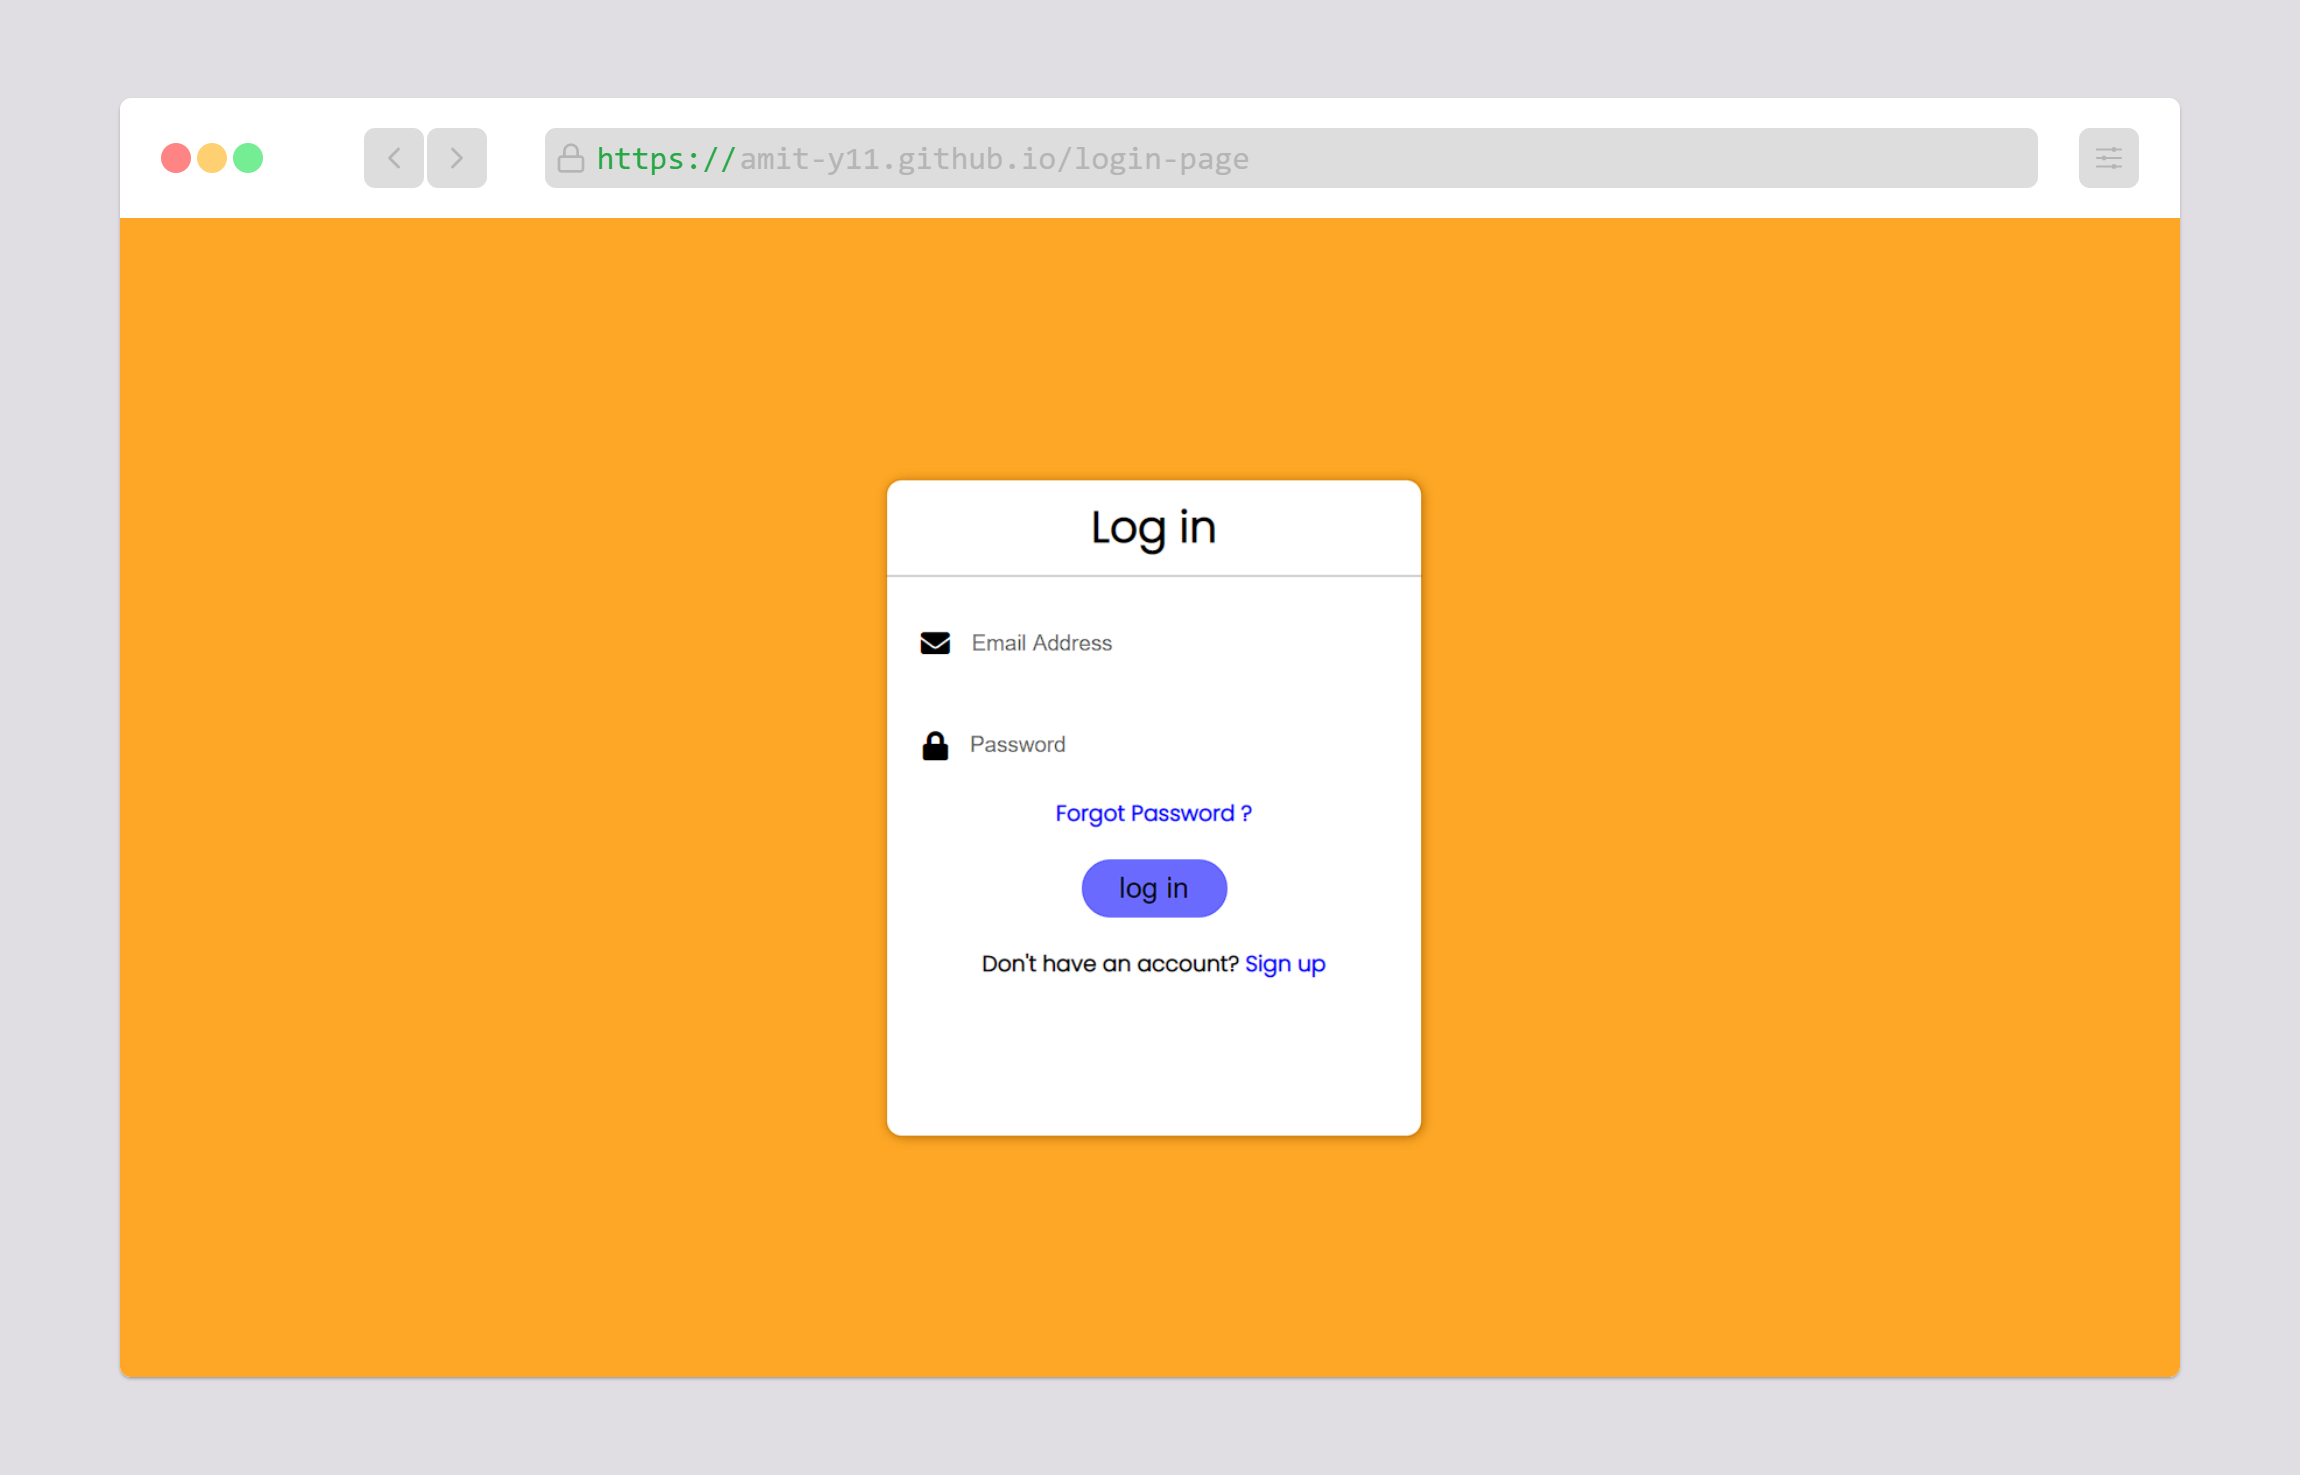 https://amit-y11.github.io/login-page
Log in
Email Address
Password
Forgot Password ?
log in
Don't have an account? Sign up